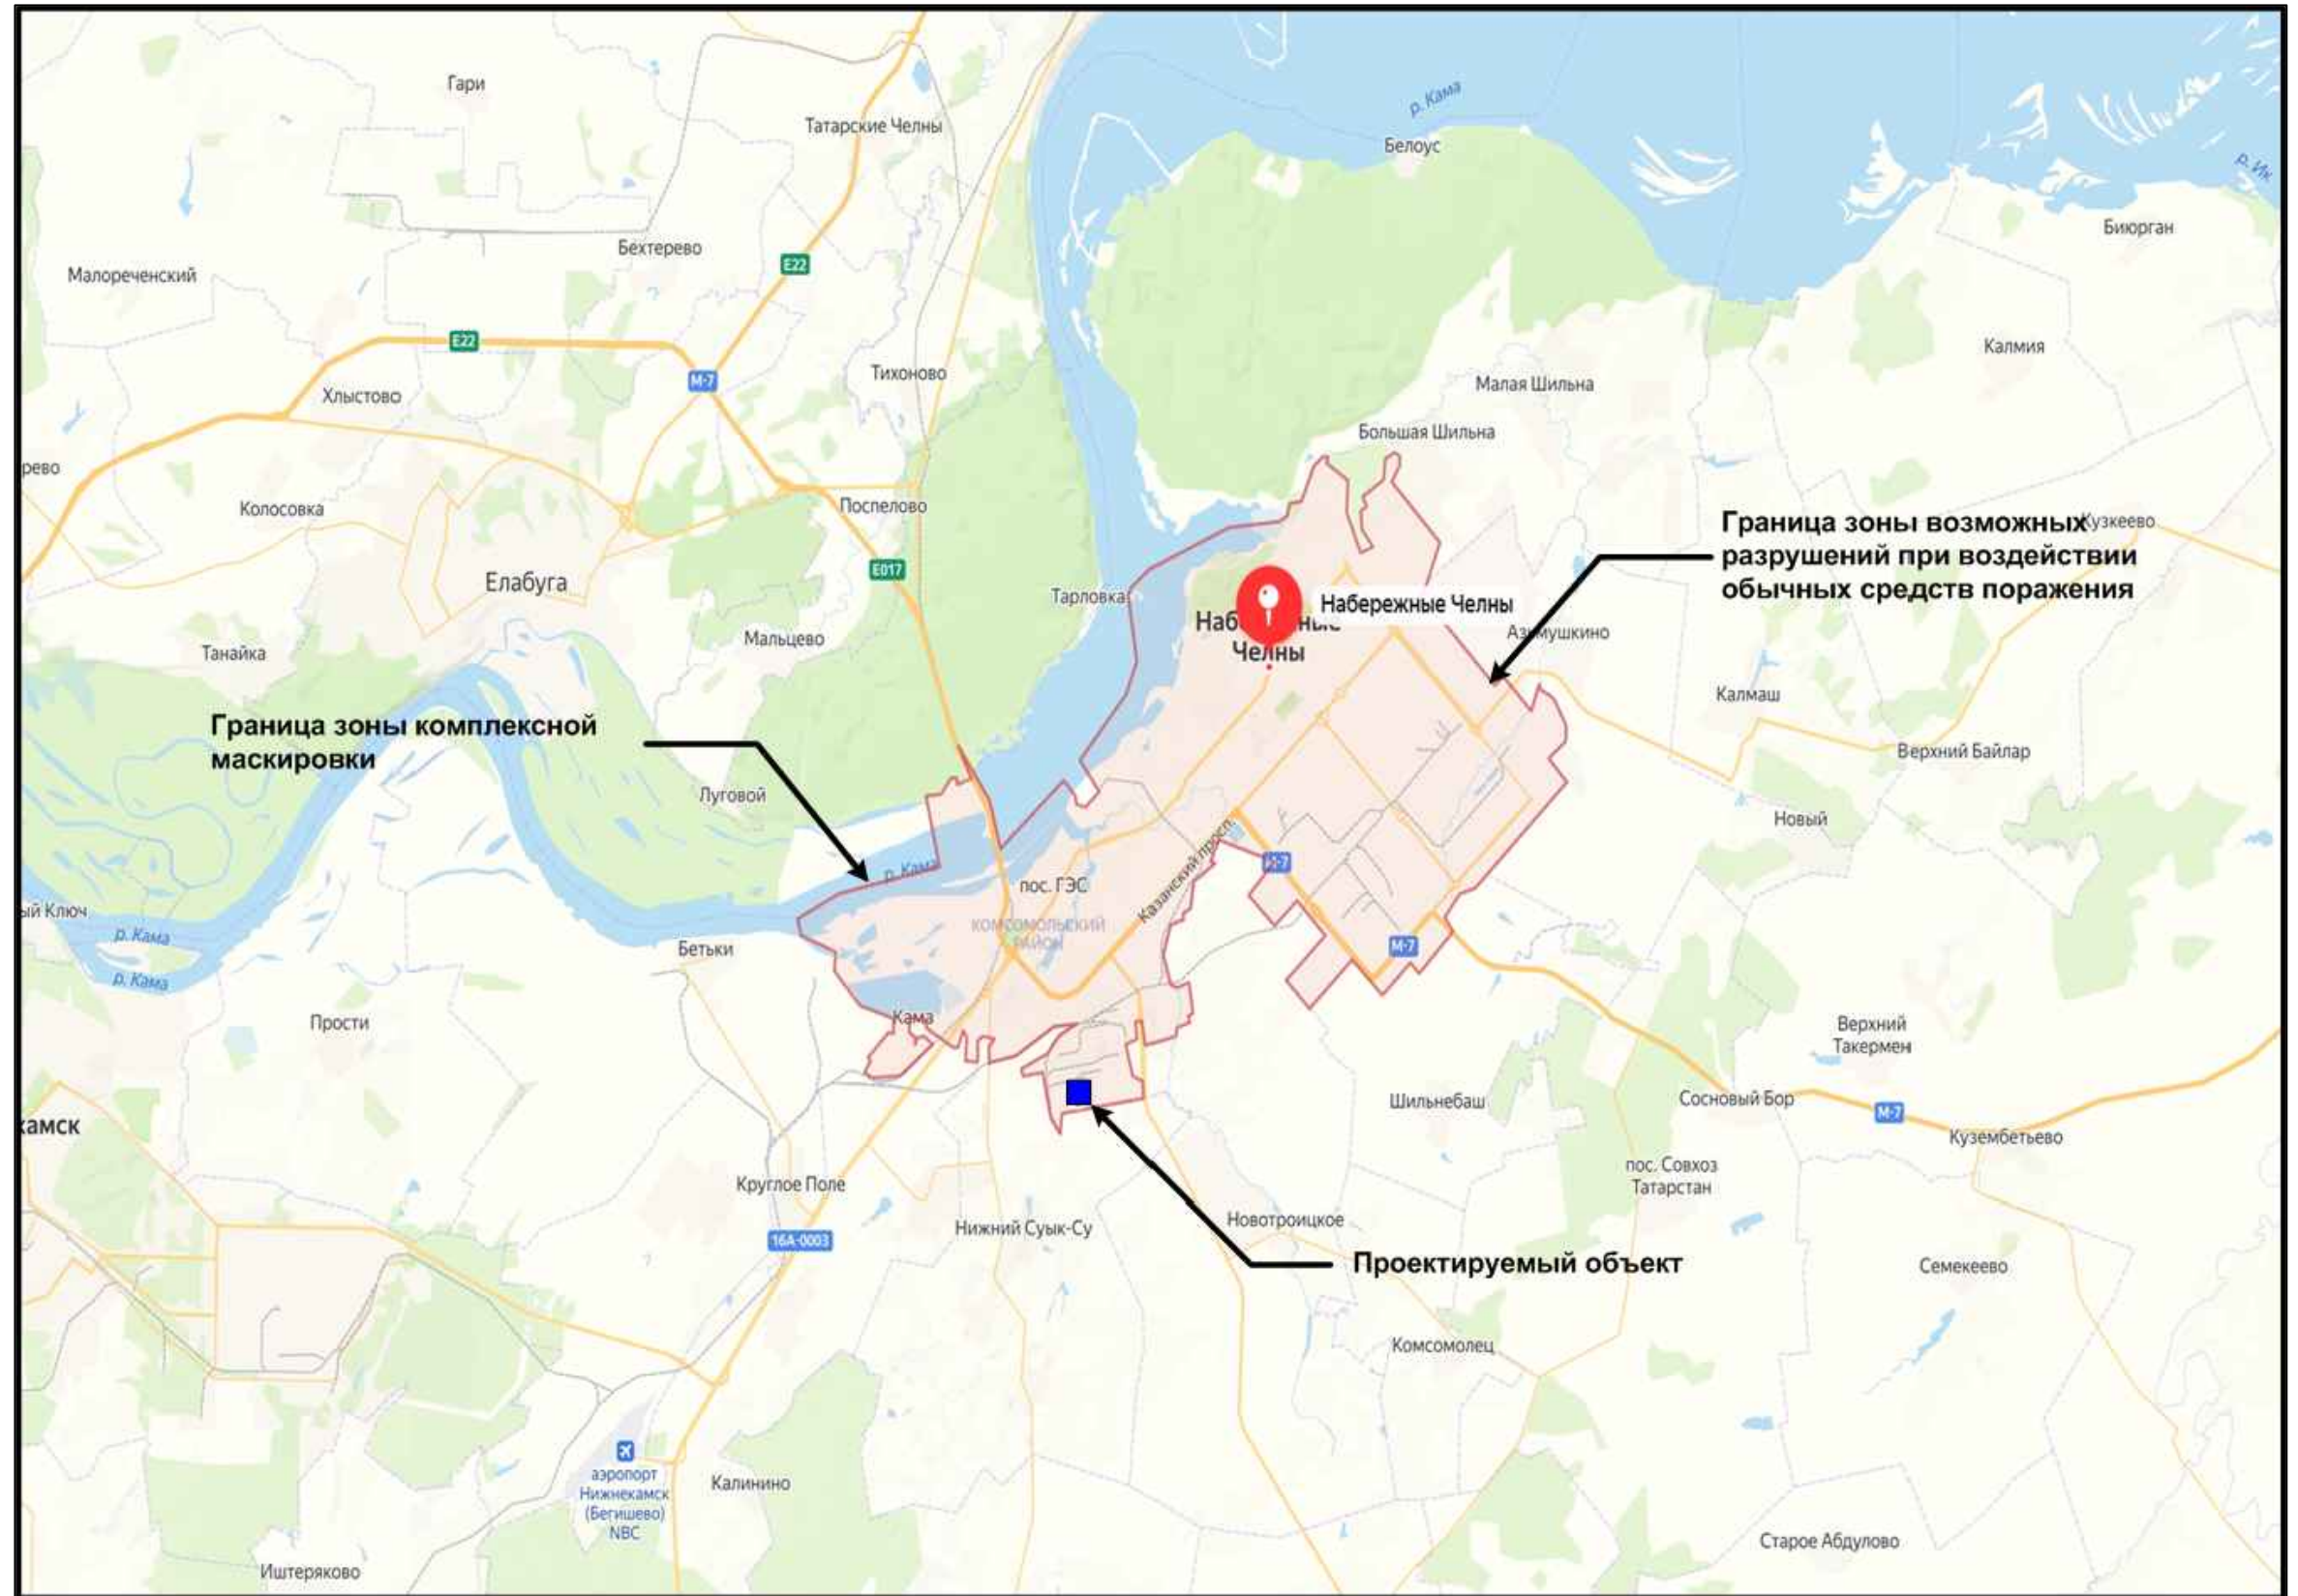 Гари
р. Кама
Татарские Челны
Белоус
р. Ик
Биюрган
Бехтерево
E22
Малореченский
E22
Калмия
Тихоново
М-7
Малая Шильна
Хлыстово
Большая Шильна
рево
Колосовка
Поспелово
Граница зоны возможных
разрушений при воздействии
обычных средств поражения
Кузкеево
E017
Елабуга
Тарловка
Набережные Челны
Челны
Мальцево
Танайка
Калмаш
Граница зоны комплексной
маскировки
Верхний Байлар
Луговой
Новый
р. Кама
Казанский просп.
М-7
пос. ГЭС
ый Ключ
КОМСОМОЛЬСКИЙ
РАЙОН
р. Кама
Бетьки
М-7
р. Кама
Прости
Кама
Верхний
Такермен
Шильнебаш
Сосновый Бор
М-7
камск
Кузембетьево
пос. Совхоз
Татарстан
Круглое Поле
Нижний Суык-Су
Новотроицкое
16А-0003
Проектируемый объект
Семекеево
Комсомолец
аэропорт
Нижнекамск
(Бегишево)
NBC
Калинино
Старое Абдулово
Иштеряково